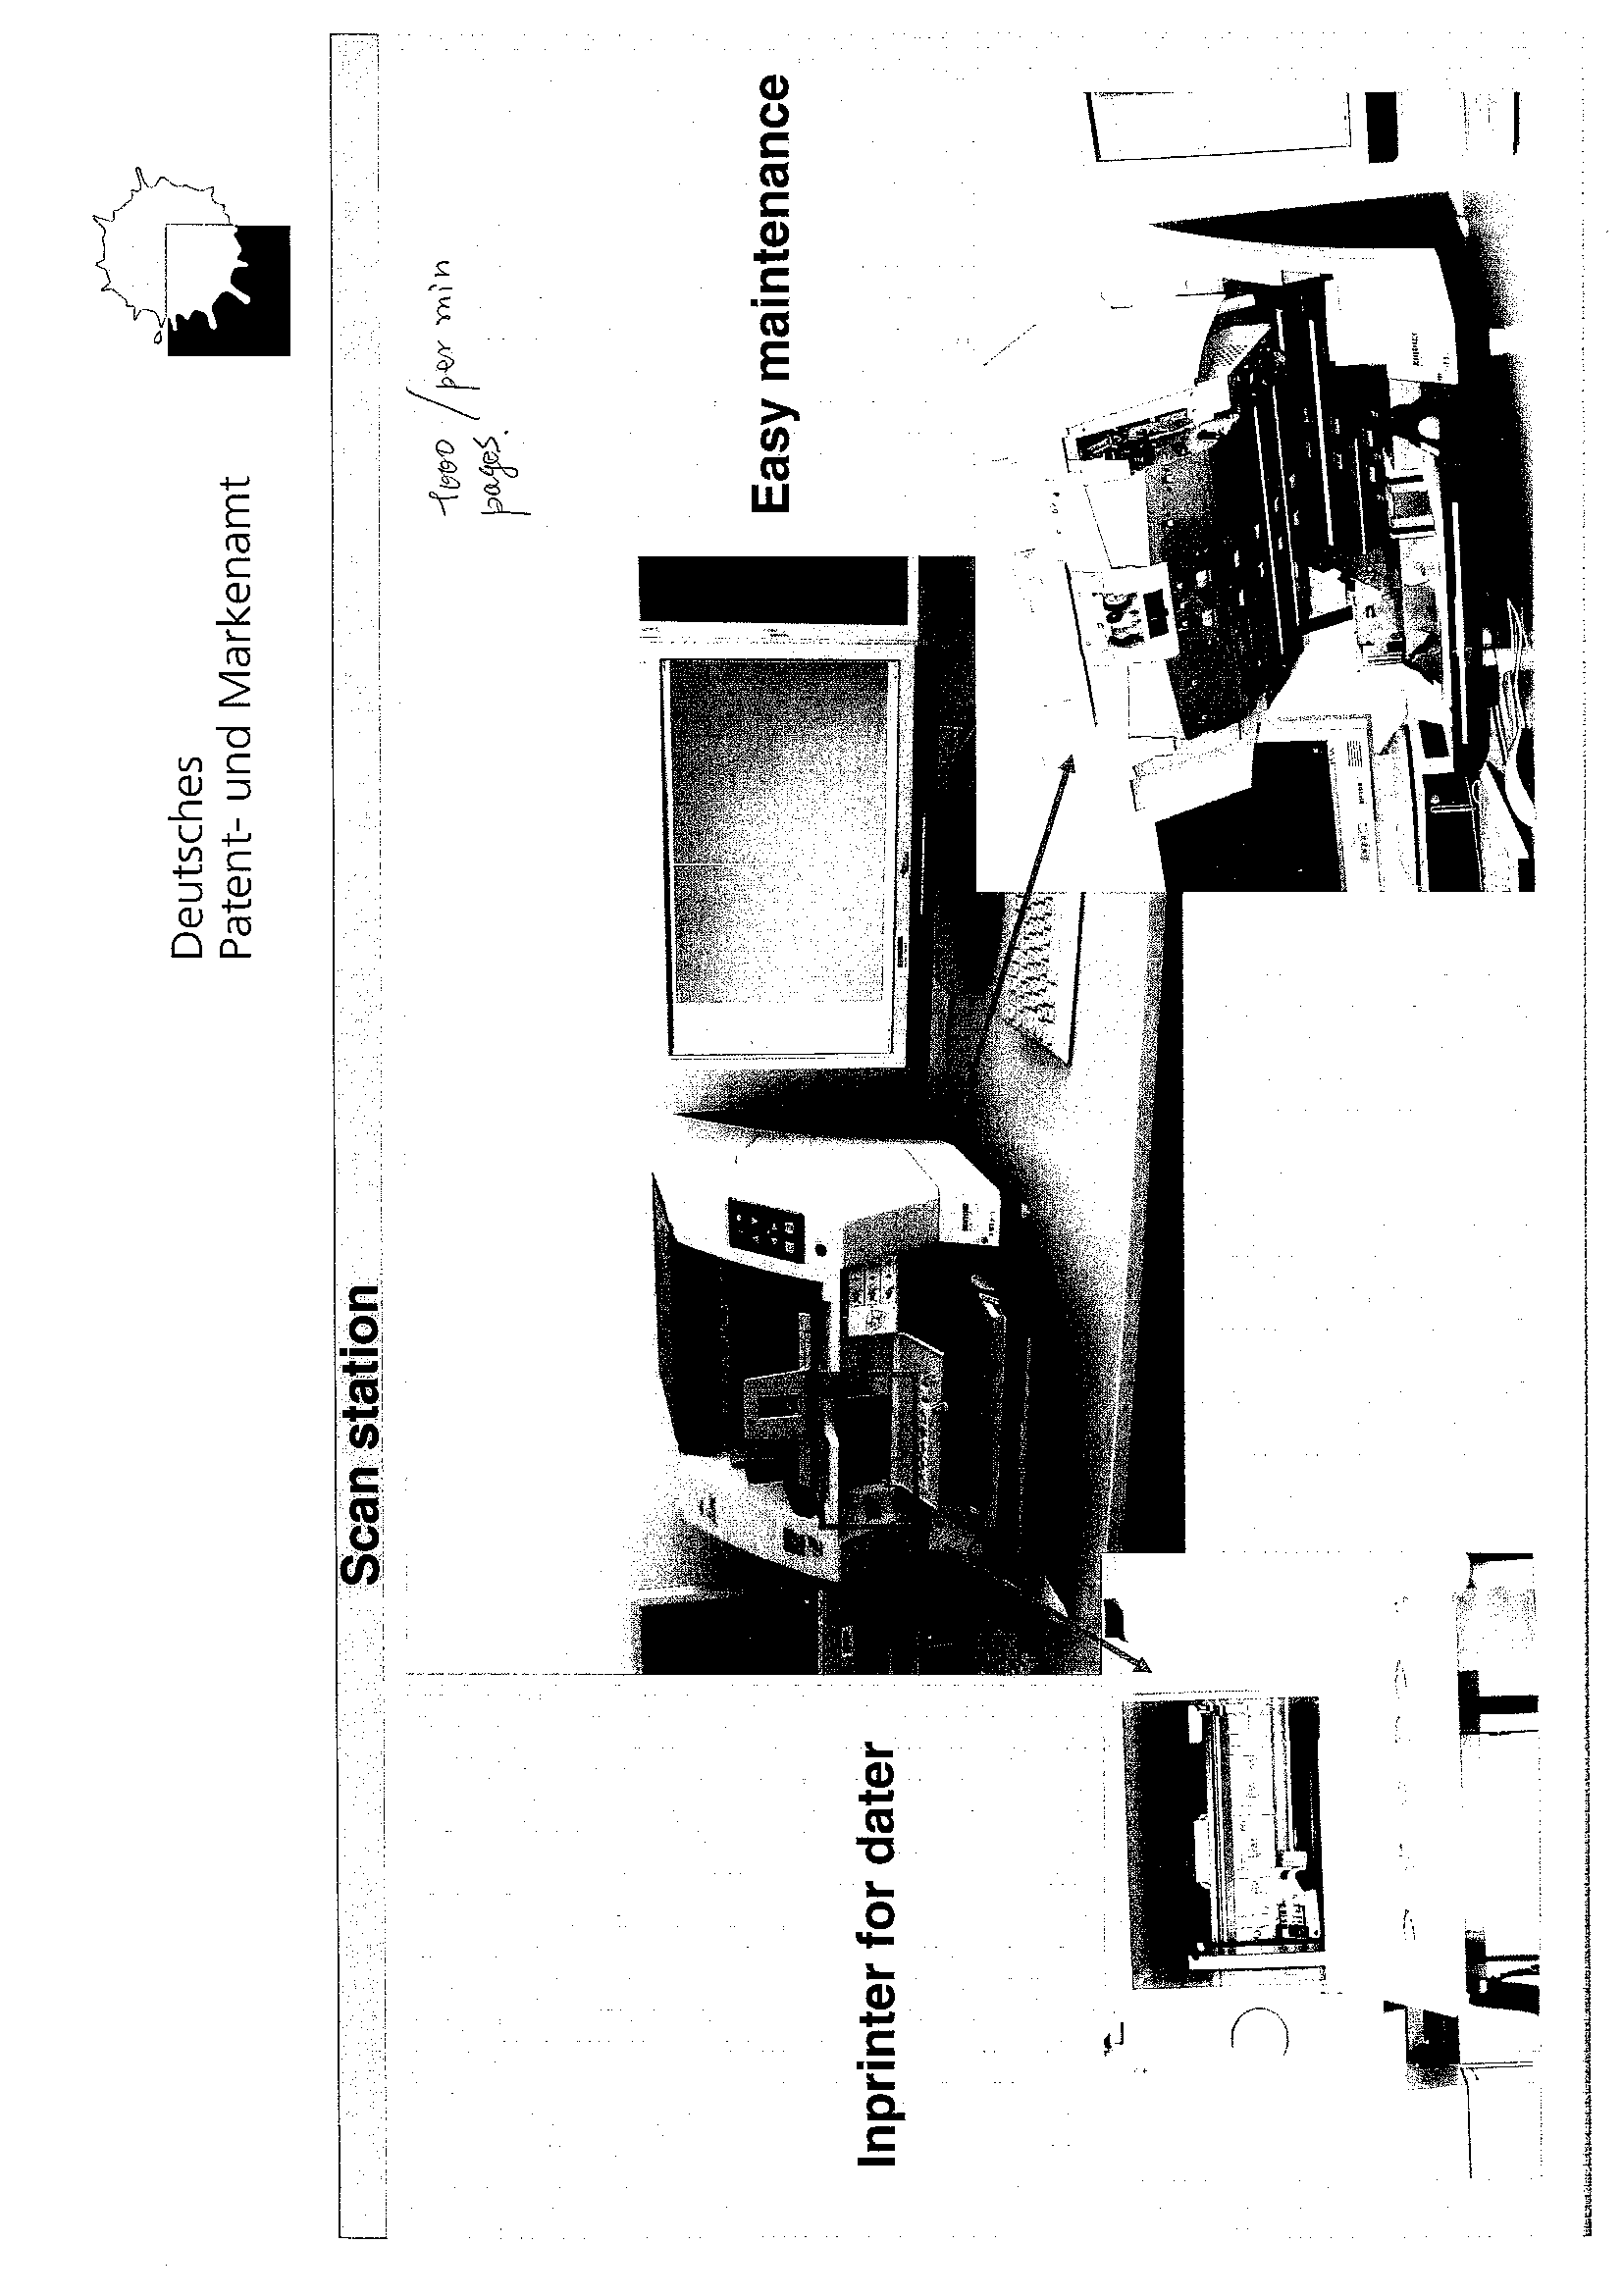 Deutsches
Patent- und Markenamt
Scan station
1000 /per min
pages.
Easy maintenance
Inprinter for dater